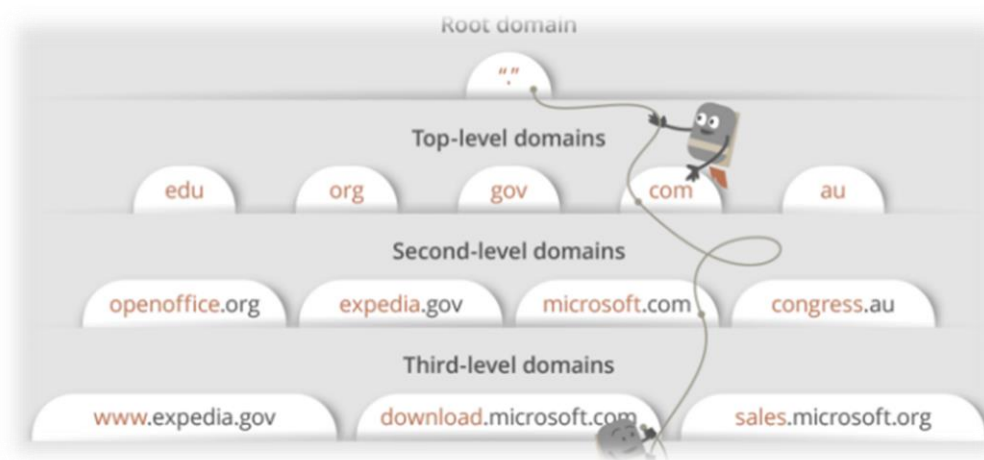 Root domain
“.”
Top-level domains
edu org gov com au
Second-level domains
openoffice.org expedia.gov microsoft.com congress.au
Third-level domains
www.expedia.gov download.microsoft.com sales.microsoft.org